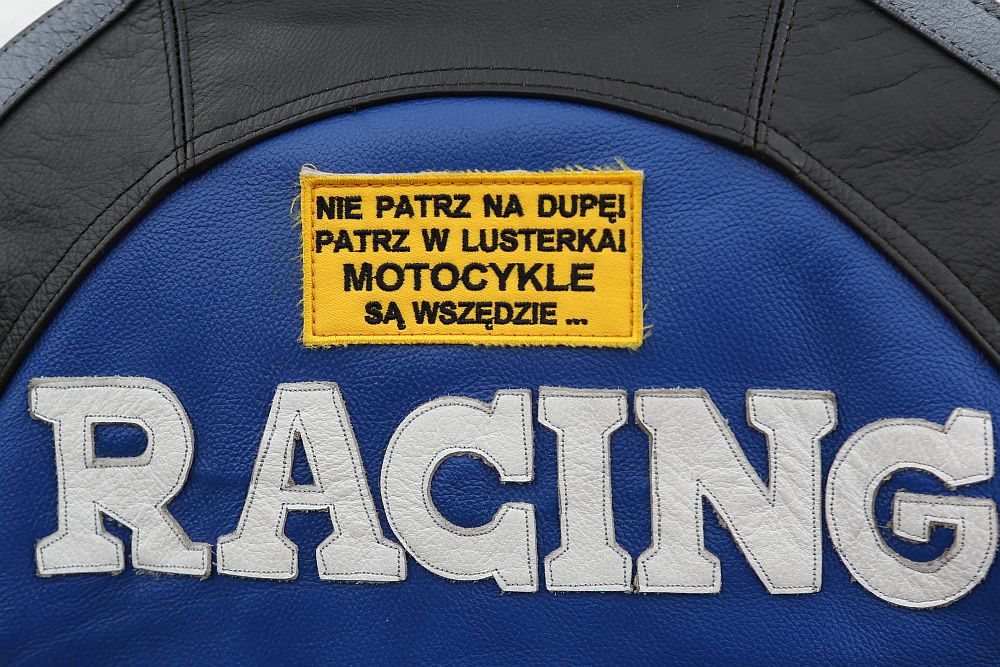 NIE PATRZ NA DUPĘ!
PATRZ W LUSTERKA!
MOTOCYKLE
SĄ WSZĘDZIE ...
RACING